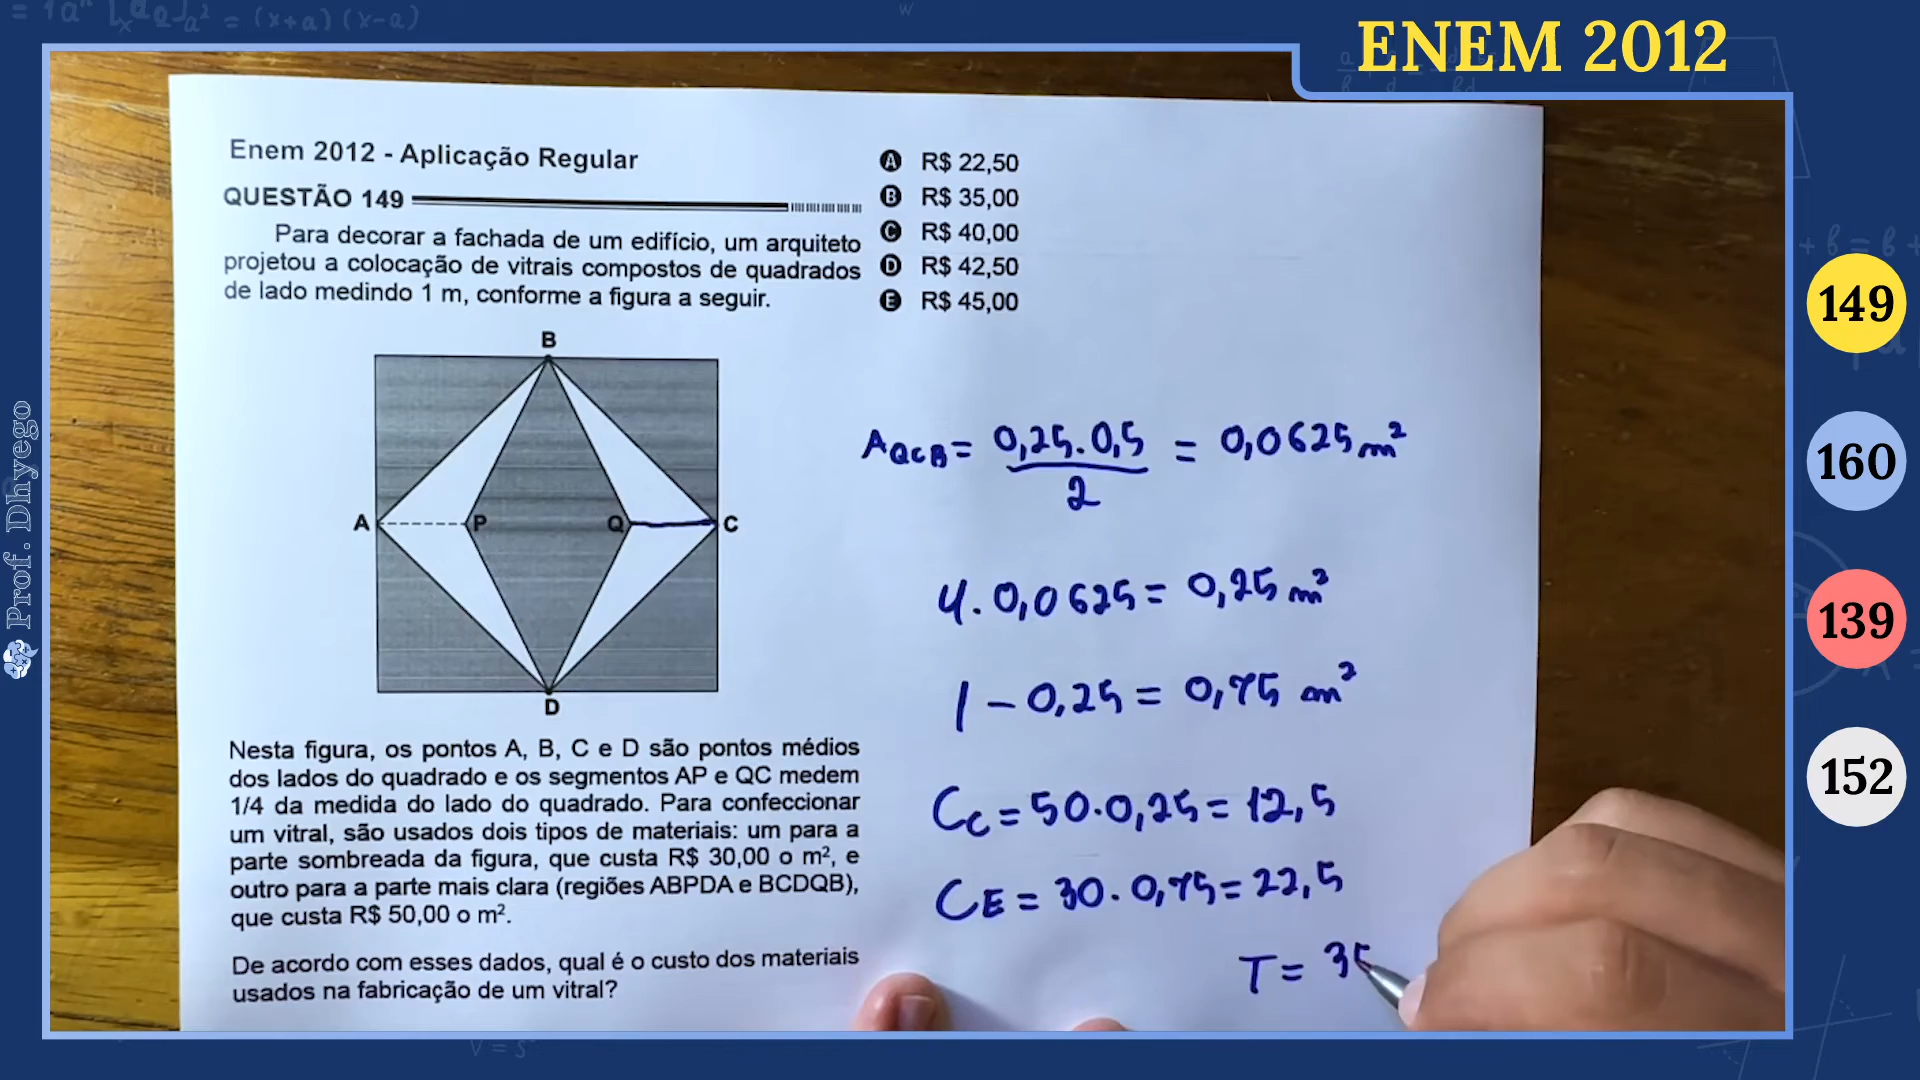 ENEM 2012
Enem 2012 - Aplicação Regular
QUESTÃO 149
Para decorar a fachada de um edifício, um arquiteto
projetou a colocação de vitrais compostos de quadrados
de lado medindo 1 m, conforme a figura a seguir.
B
A
P
Q
C
D
Nesta figura, os pontos A, B, C e D são pontos médios
dos lados do quadrado e os segmentos AP e QC medem
1/4 da medida do lado do quadrado. Para confeccionar
um vitral, são usados dois tipos de materiais: um para a
parte sombreada da figura, que custa R$ 30,00 o m², e
outro para a parte mais clara (regiões ABPDA e BCDQB),
que custa R$ 50,00 o m².
De acordo com esses dados, qual é o custo dos materiais
usados na fabricação de um vitral?
A R$ 22,50
B R$ 35,00
C R$ 40,00
D R$ 42,50
E R$ 45,00
AQCB = 0,25.0,5 / 2 = 0,0625 m²
4. 0,0625 = 0,25 m²
1 - 0,25 = 0,75 m²
Cc = 50.0,25 = 12,5
CE = 30.0,75 = 22,5
T = 35
149
160
139
152
Prof. Dhyego
= (x+a) (x-a)